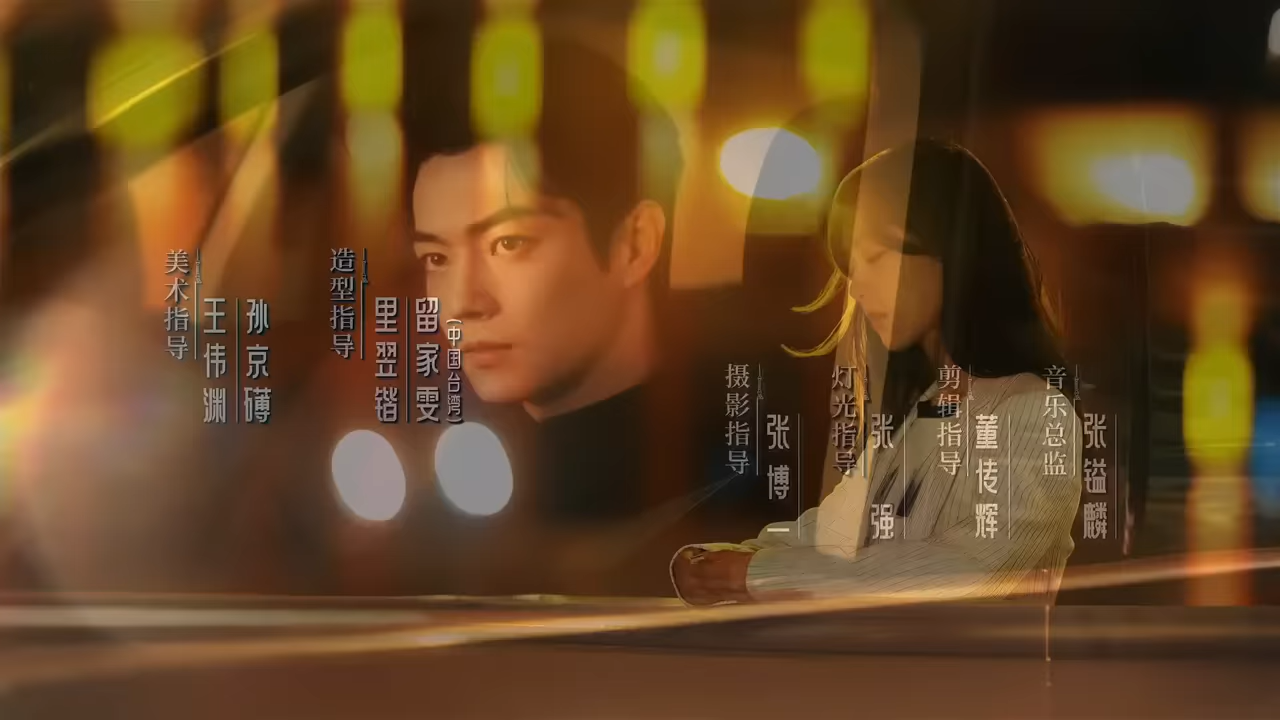 美术指导
王伟渊
孙京礴
造型指导
里翌锴
留家雯
(中国台湾)
摄影指导
张博一
灯光指导
张强
剪辑指导
董传辉
音乐总监
张镒麟